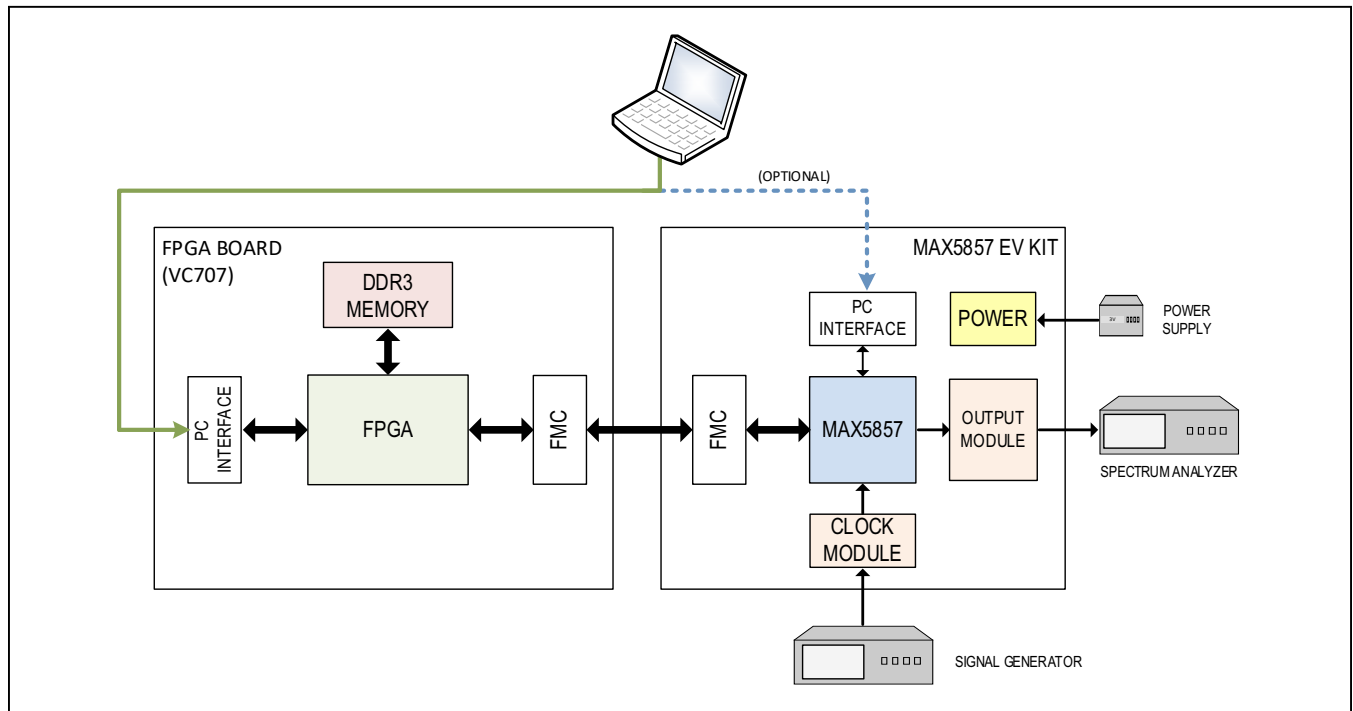 (OPTIONAL)
FPGA BOARD
(VC707)
DDR3
MEMORY
PC
INTERFACE
FPGA
FMC
MAX5857 EV KIT
PC
INTERFACE
POWER
3V
POWER
SUPPLY
FMC
MAX5857
OUTPUT
MODULE
SPECTRUM ANALYZER
CLOCK
MODULE
SIGNAL GENERATOR